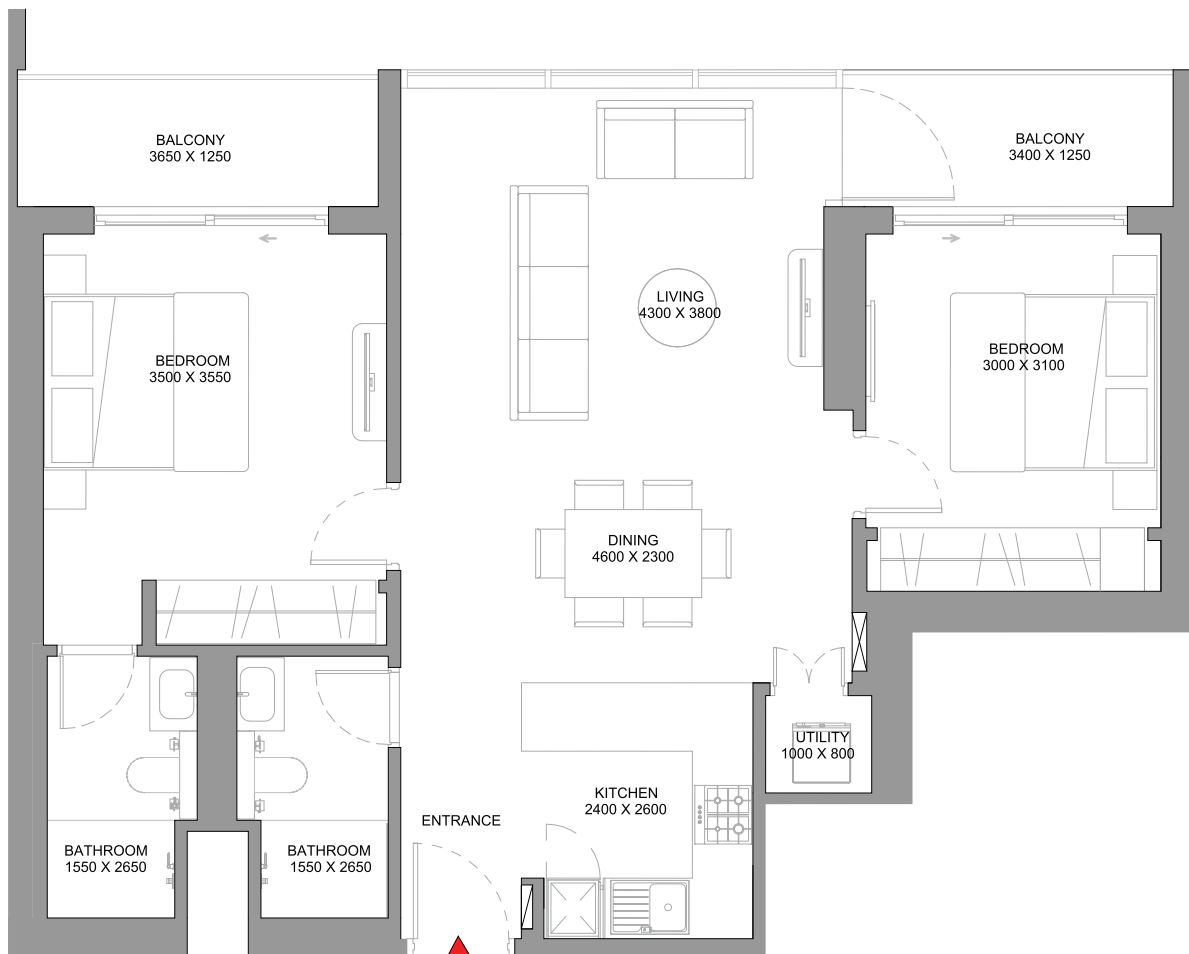 BALCONY
3650 X 1250
BALCONY
3400 X 1250
LIVING
4300 X 3800
BEDROOM
3500 X 3550
BEDROOM
3000 X 3100
DINING
4600 X 2300
UTILITY
1000 X 800
KITCHEN
2400 X 2600
ENTRANCE
BATHROOM
1550 X 2650
BATHROOM
1550 X 2650